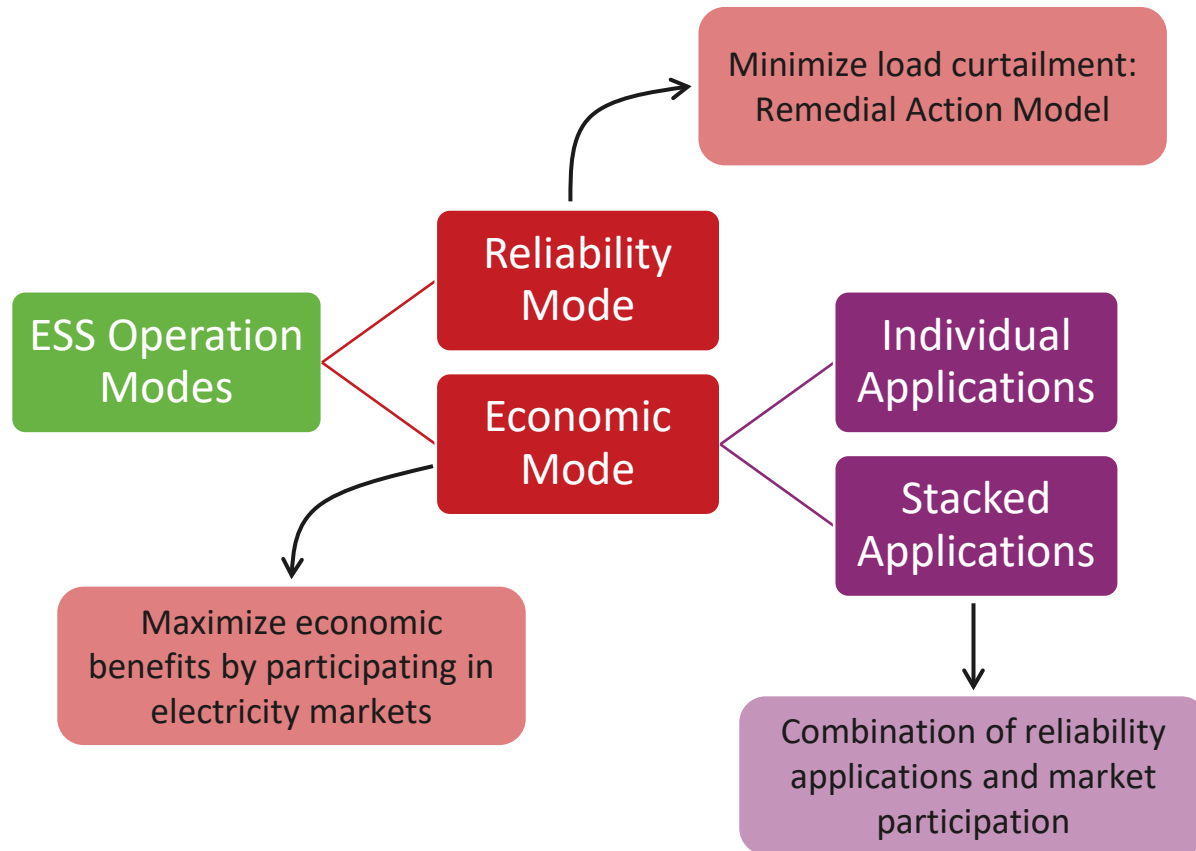 Minimize load curtailment:
Remedial Action Model
Reliability
Mode
ESS Operation
Modes
Individual
Applications
Economic
Mode
Stacked
Applications
Maximize economic
benefits by participating in
electricity markets
Combination of reliability
applications and market
participation